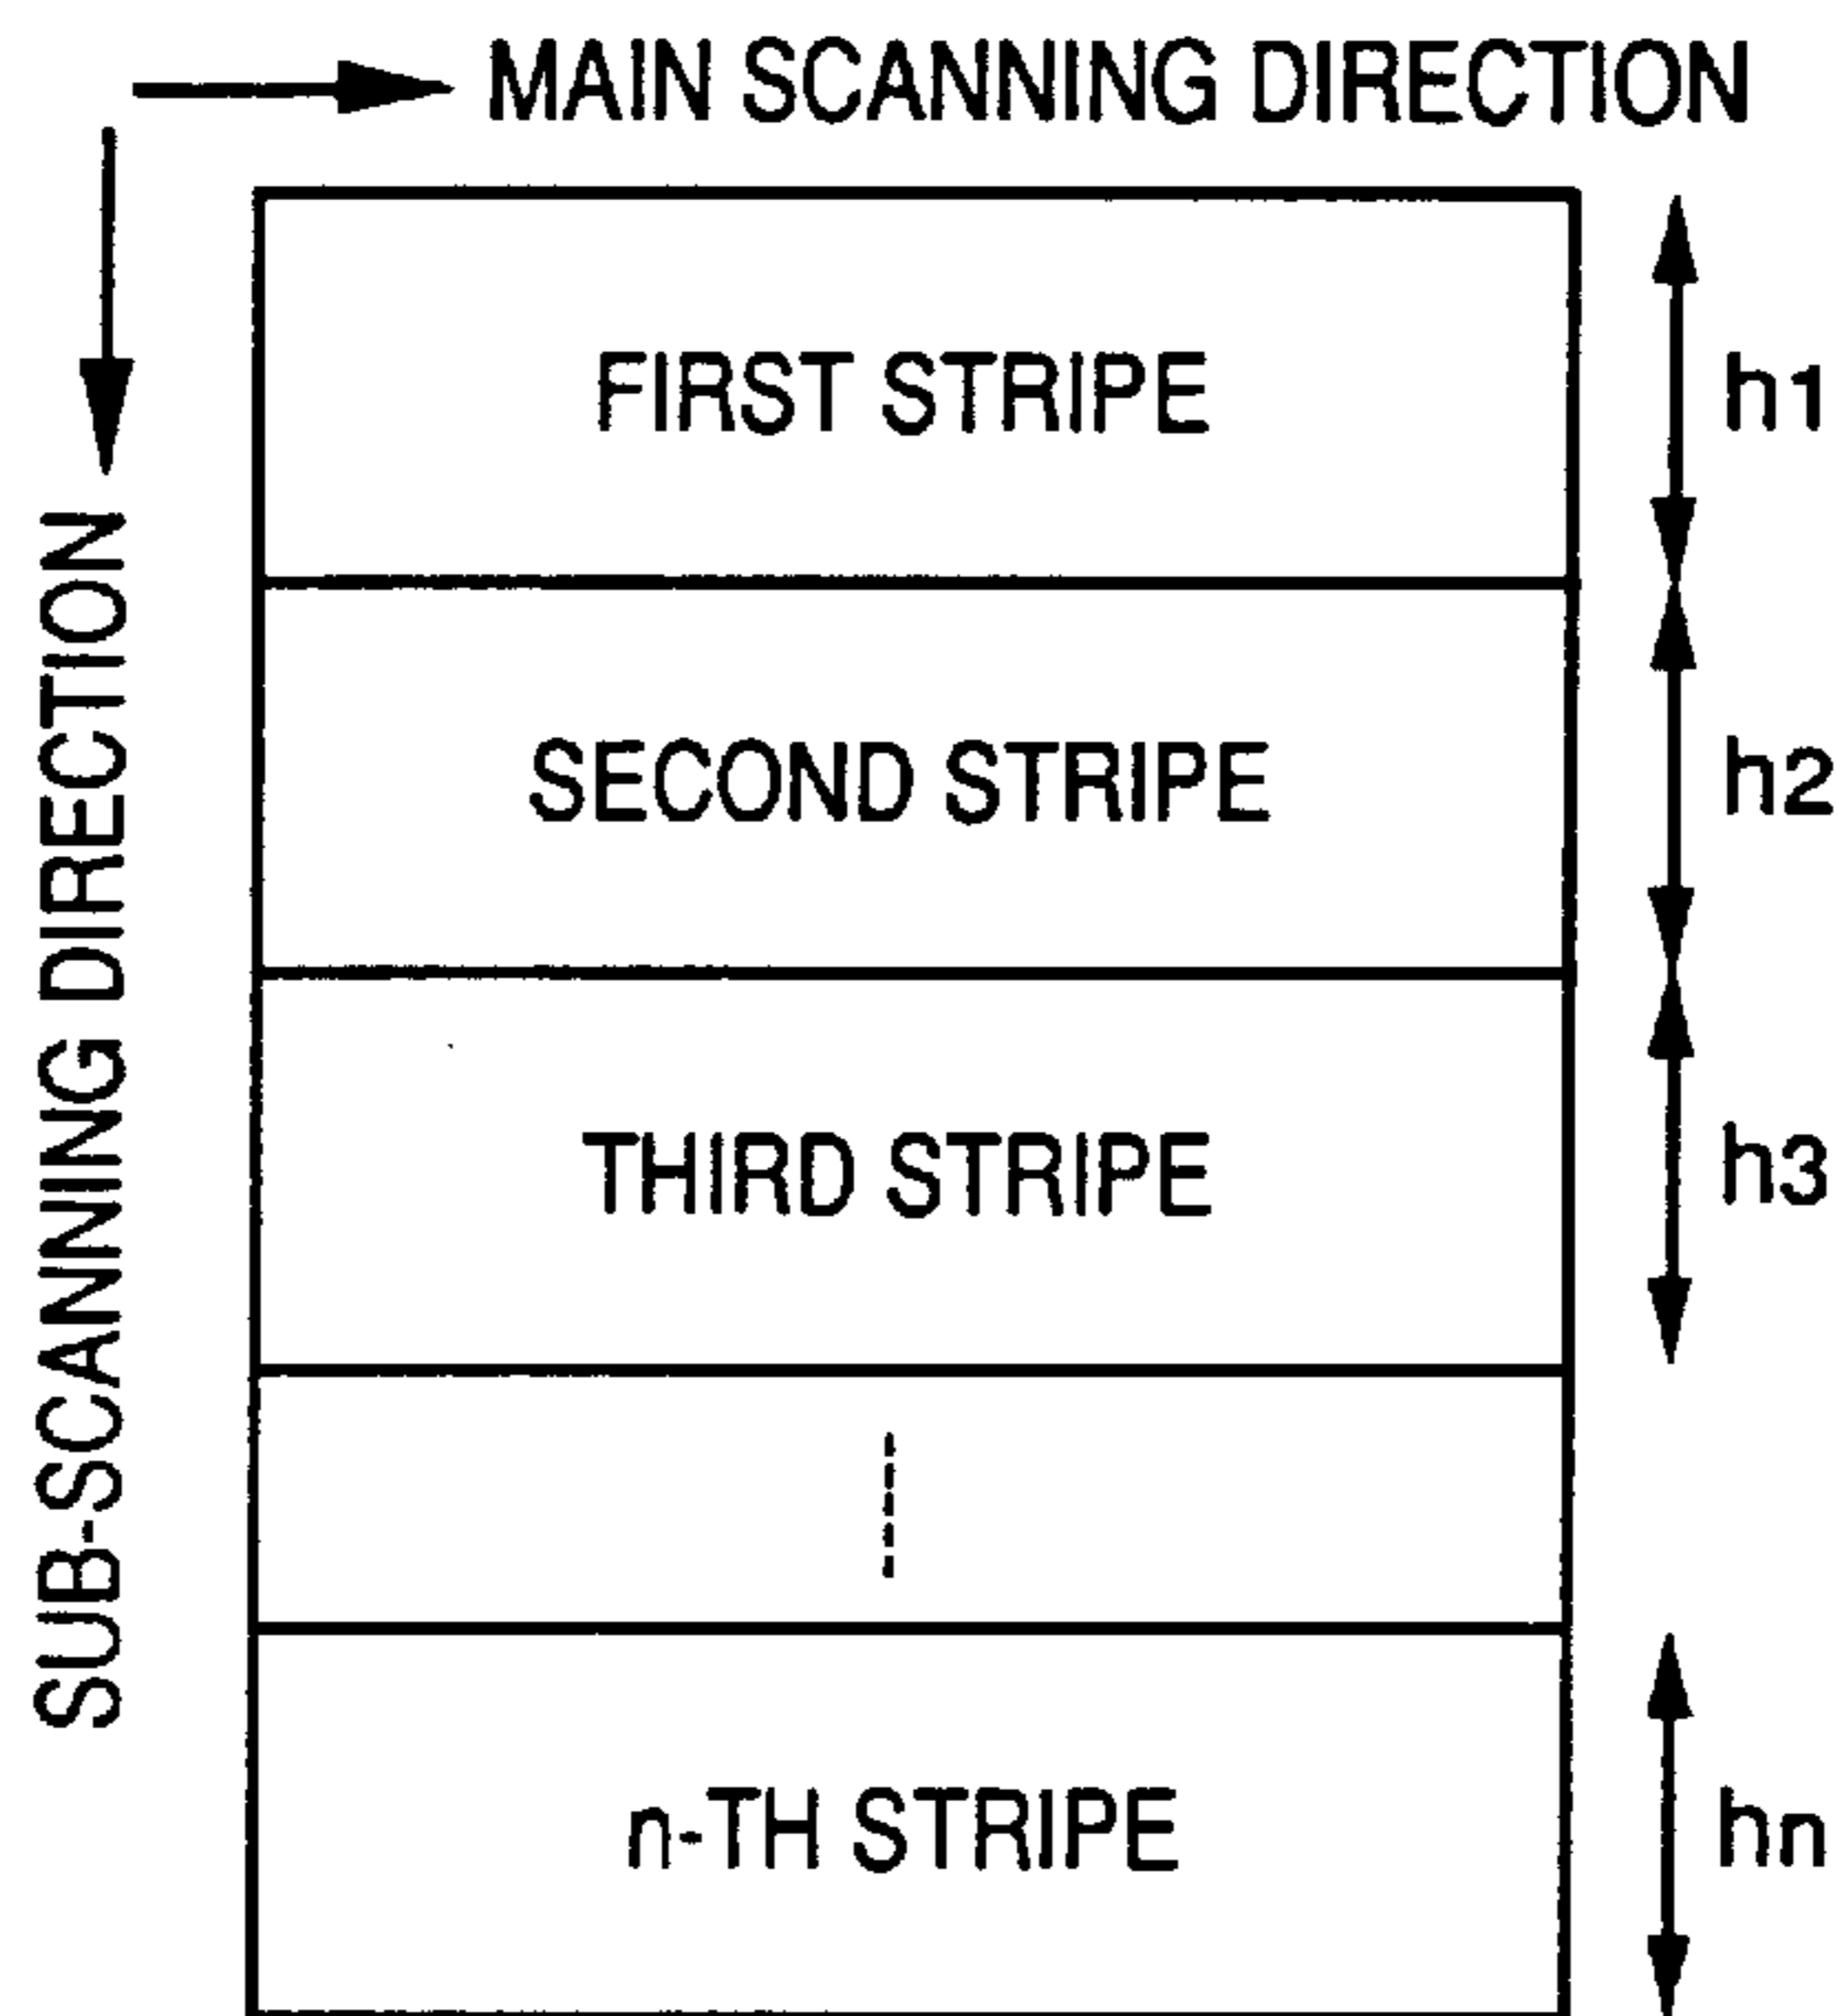 MAIN SCANNING DIRECTION
SUB-SCANNING DIRECTION
FIRST STRIPE
h1
SECOND STRIPE
h2
THIRD STRIPE
h3
n-TH STRIPE
hn